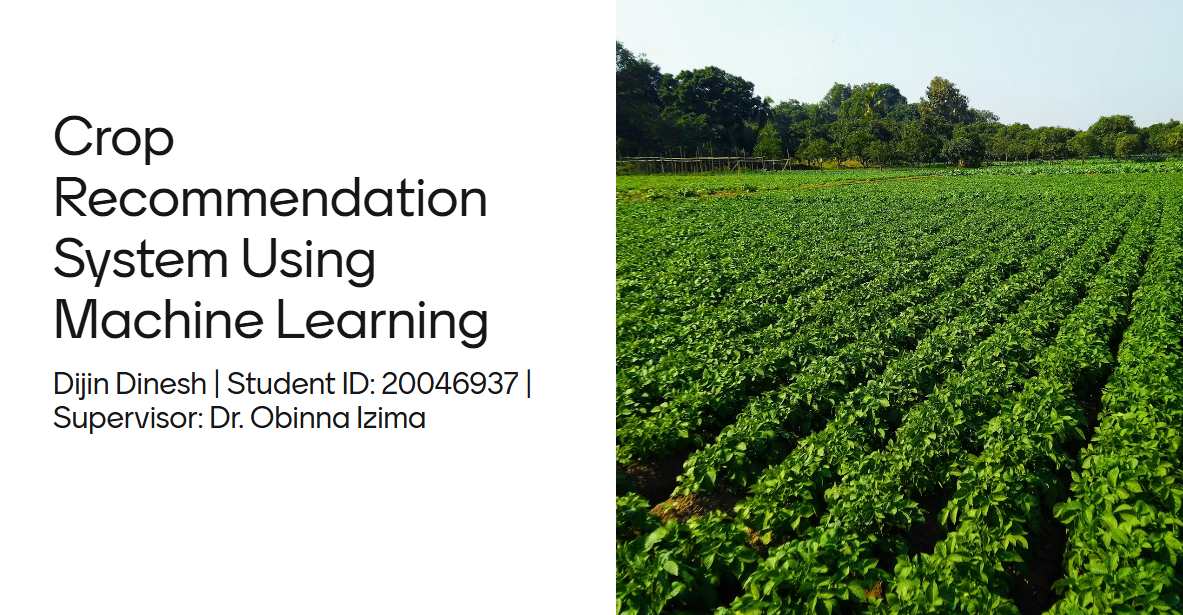 Crop
Recommendation
System Using
Machine Learning
Dijin Dinesh | Student ID: 20046937 |
Supervisor: Dr. Obinna Izima